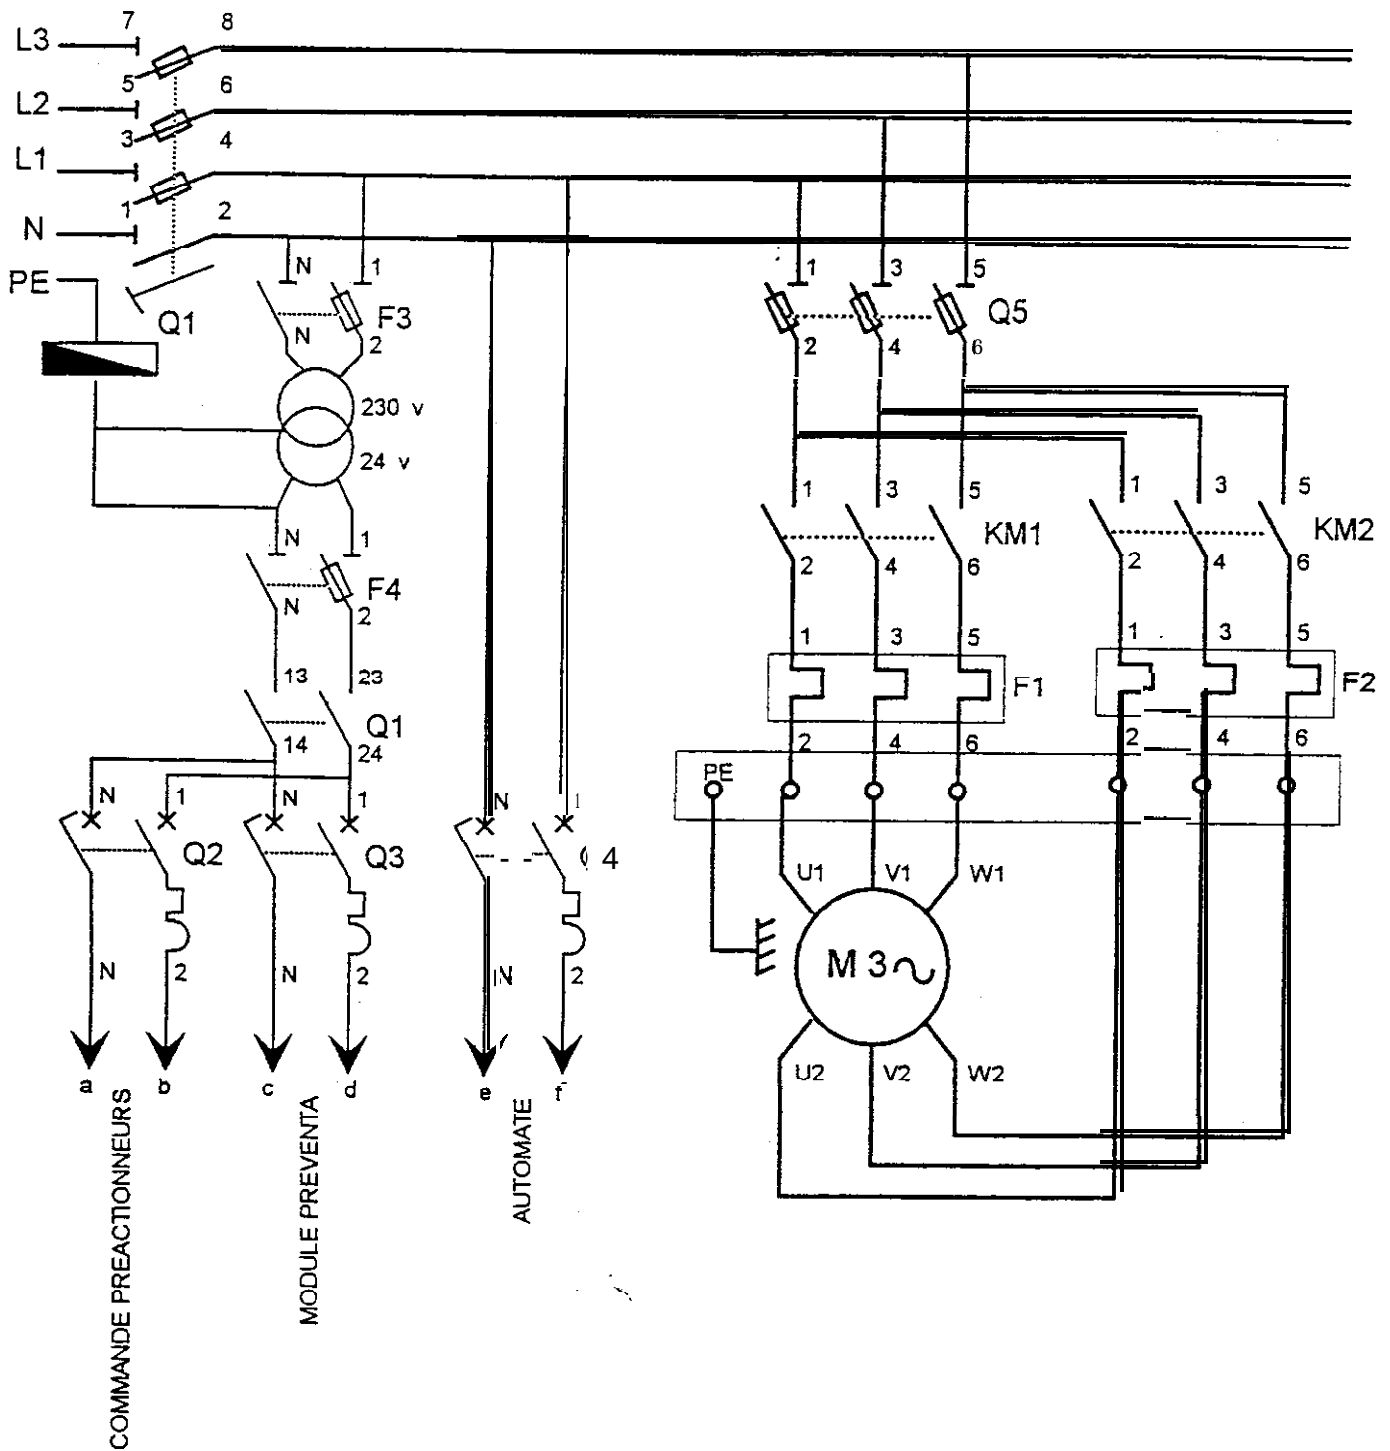 7 8
L3
5 6
L2
3 4
L1
1 2
N
PE
Q1
N 1
F3
N 2
1 3 5
Q5
2 4 6
230 v
24 v
N 1
F4
N 2
1 3 5
KM1
2 4 6
1 3 5
KM2
2 4 6
13 23
Q1
14 24
1 3 5
F1
2 4 6
1 3 5
F2
2 4 6
PE
N 1 N 1 N 1
Q2
Q3
4
U1 V1 W1
M 3~
N 2 N 2 N 2
U2 V2 W2
a b c d e f
COMMANDE PREACTIONNEURS
MODULE PREVENTA
AUTOMATE